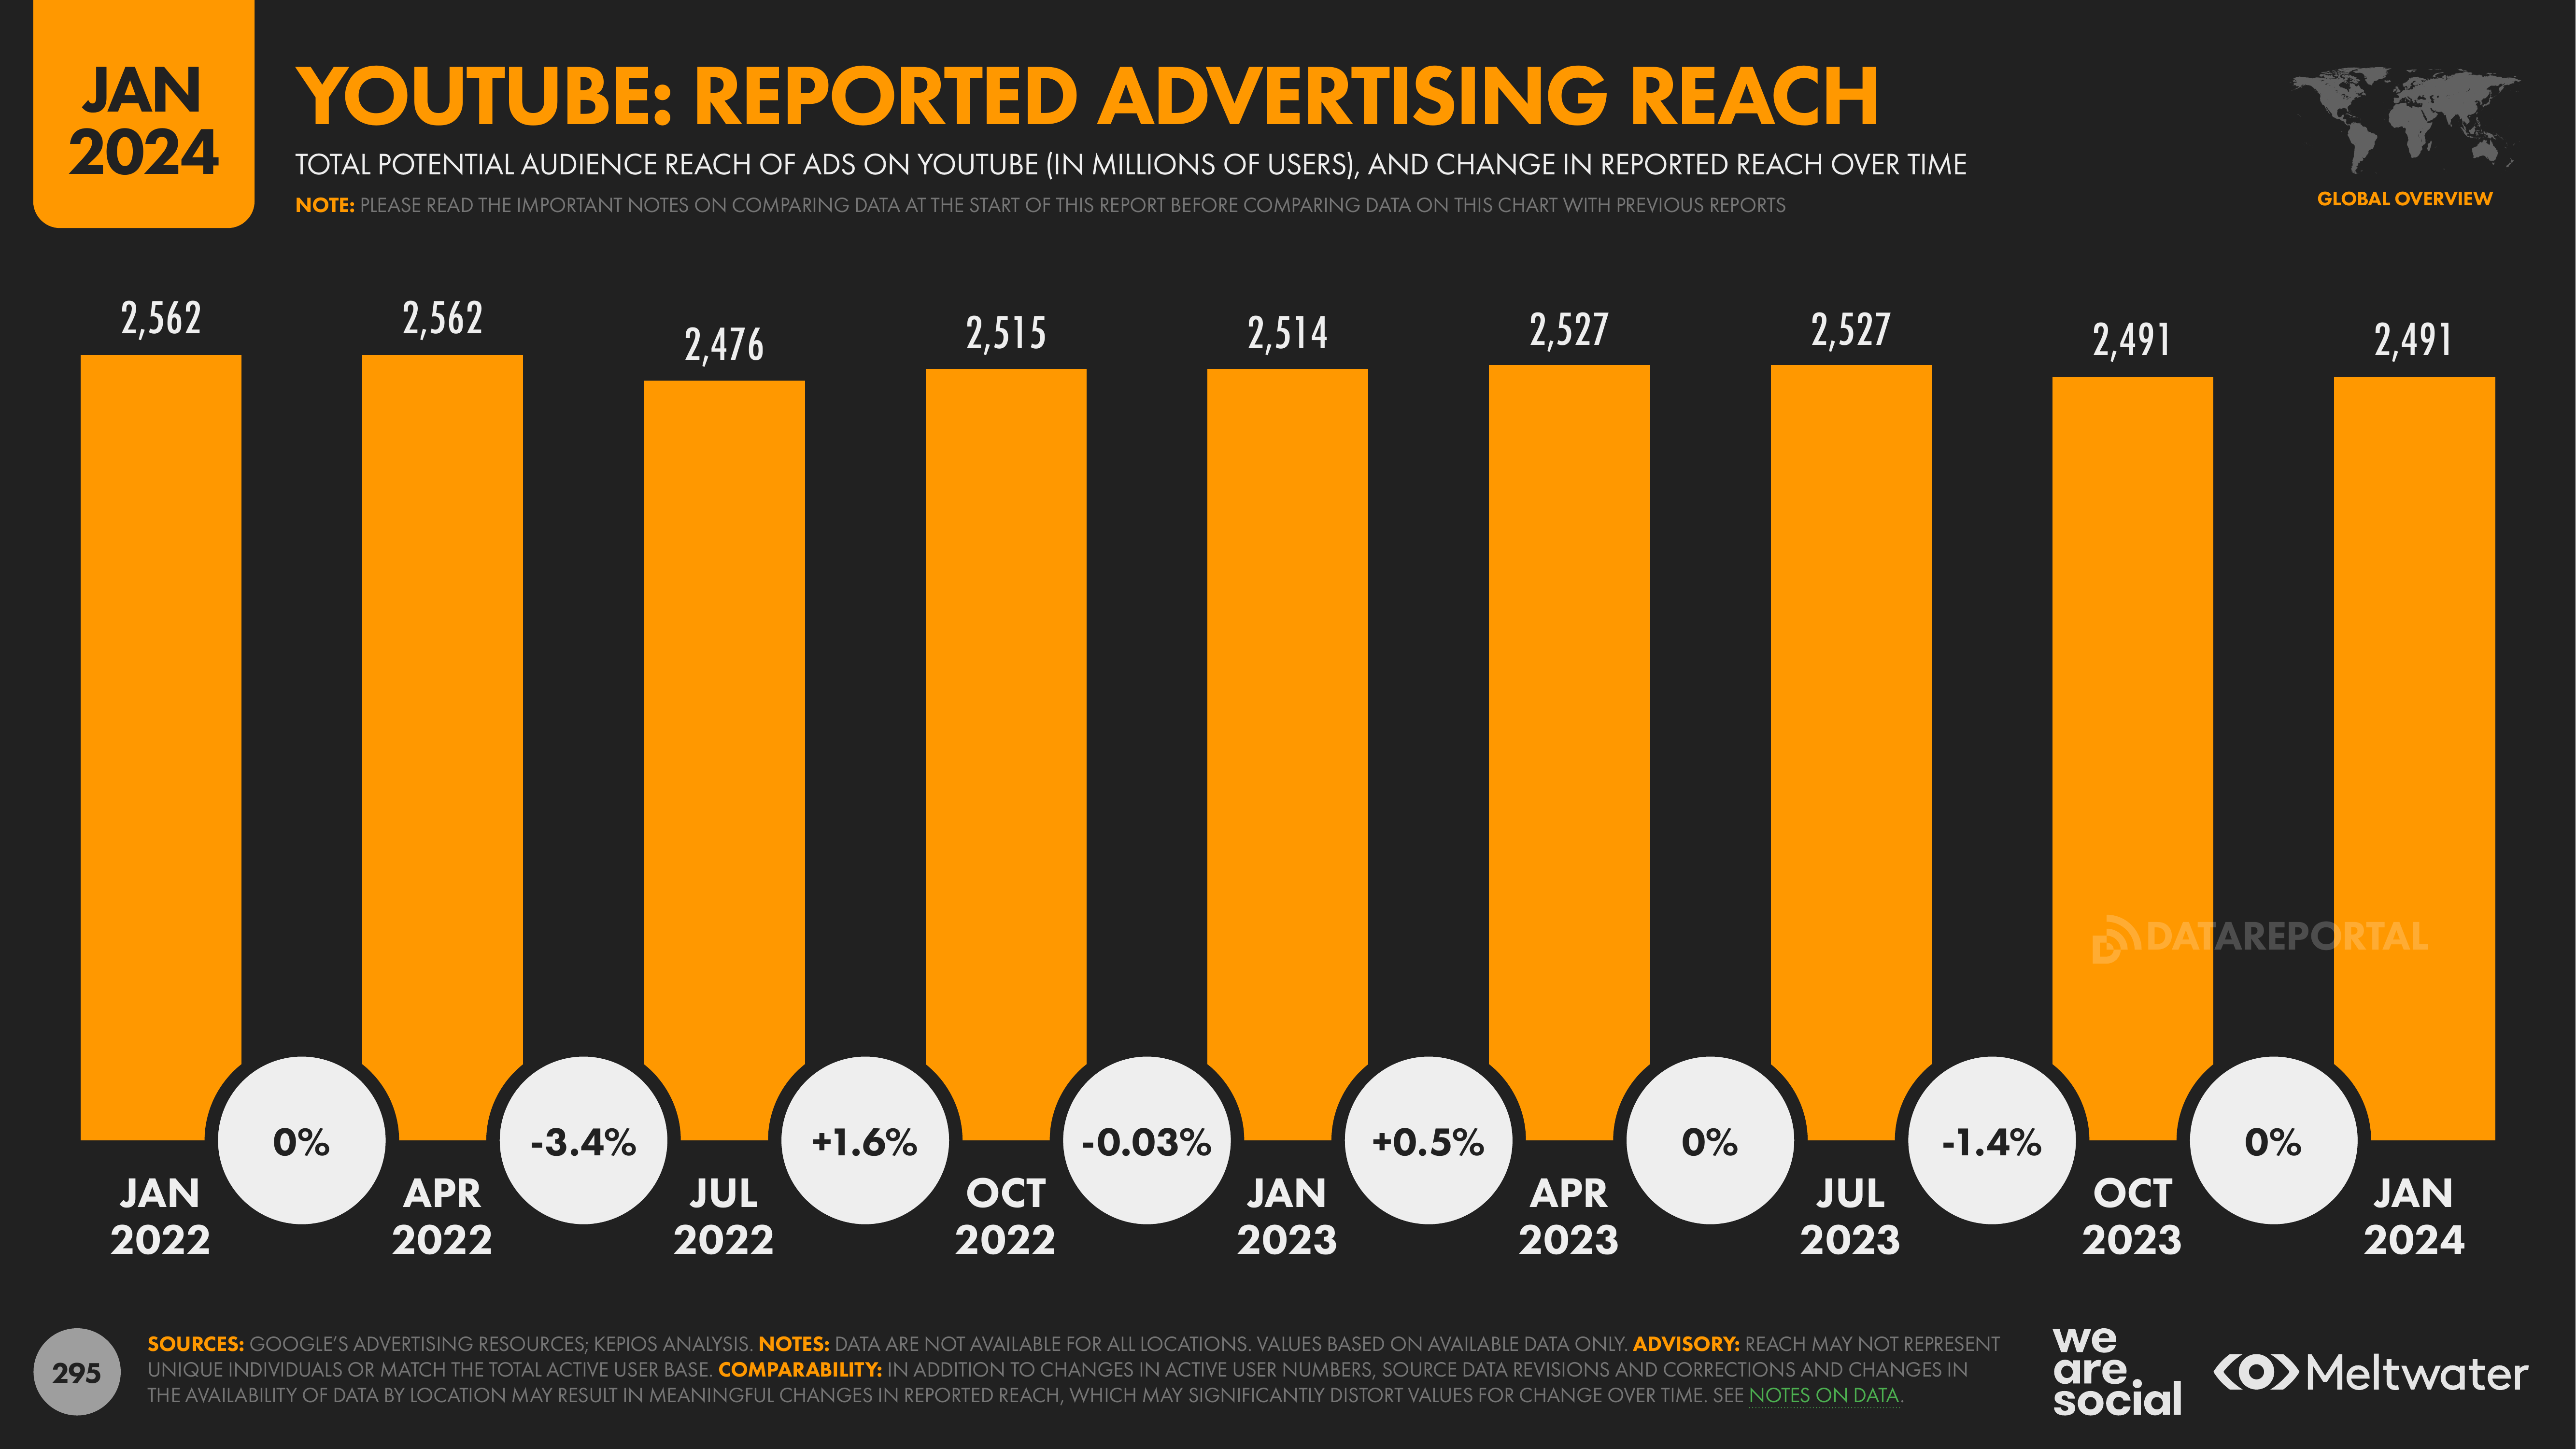 JAN
2024
YOUTUBE: REPORTED ADVERTISING REACH
TOTAL POTENTIAL AUDIENCE REACH OF ADS ON YOUTUBE (IN MILLIONS OF USERS), AND CHANGE IN REPORTED REACH OVER TIME
NOTE: PLEASE READ THE IMPORTANT NOTES ON COMPARING DATA AT THE START OF THIS REPORT BEFORE COMPARING DATA ON THIS CHART WITH PREVIOUS REPORTS
GLOBAL OVERVIEW
2,562 2,562 2,476 2,515 2,514 2,527 2,527 2,491 2,491
DATAREPORTAL
0% -3.4% +1.6% -0.03% +0.5% 0% -1.4% 0%
JAN APR JUL OCT JAN APR JUL OCT JAN
2022 2022 2022 2022 2023 2023 2023 2023 2024
295
SOURCES: GOOGLE'S ADVERTISING RESOURCES; KEPIOS ANALYSIS. NOTES: DATA ARE NOT AVAILABLE FOR ALL LOCATIONS. VALUES BASED ON AVAILABLE DATA ONLY. ADVISORY: REACH MAY NOT REPRESENT
UNIQUE INDIVIDUALS OR MATCH THE TOTAL ACTIVE USER BASE. COMPARABILITY: IN ADDITION TO CHANGES IN ACTIVE USER NUMBERS, SOURCE DATA REVISIONS AND CORRECTIONS AND CHANGES IN
THE AVAILABILITY OF DATA BY LOCATION MAY RESULT IN MEANINGFUL CHANGES IN REPORTED REACH, WHICH MAY SIGNIFICANTLY DISTORT VALUES FOR CHANGE OVER TIME. SEE NOTES ON DATA.
we
are.
social
Meltwater